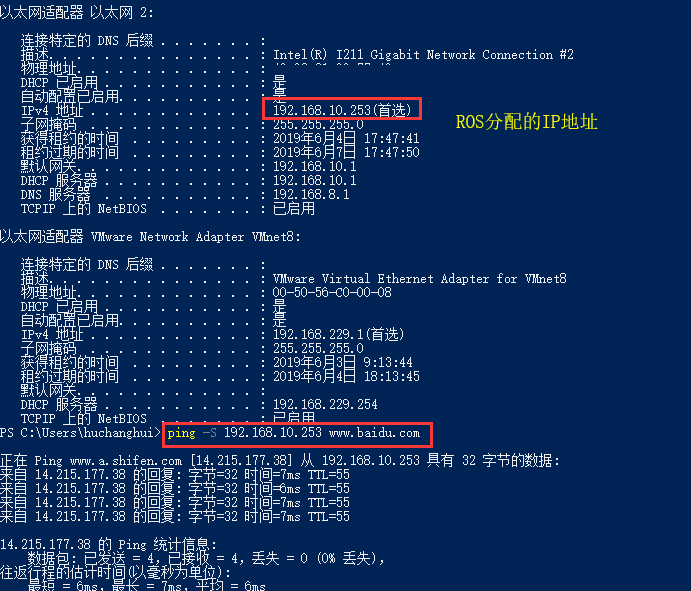 以太网适配器 以太网 2:
连接特定的 DNS 后缀 . . . . . . . :
描述. . . . . . . . . . . . . . . : Intel(R) I211 Gigabit Network Connection #2
物理地址. . . . . . . . . . . . . :
DHCP 已启用 . . . . . . . . . . . : 是
自动配置已启用. . . . . . . . . . : 是
IPv4 地址 . . . . . . . . . . . . : 192.168.10.253(首选)
ROS分配的IP地址
子网掩码 . . . . . . . . . . . . : 255.255.255.0
获得租约的时间 . . . . . . . . . : 2019年6月4日 17:47:41
租约过期的时间 . . . . . . . . . : 2019年6月7日 17:47:50
默认网关. . . . . . . . . . . . . : 192.168.10.1
DHCP 服务器 . . . . . . . . . . . : 192.168.10.1
DNS 服务器 . . . . . . . . . . . : 192.168.8.1
TCPIP 上的 NetBIOS . . . . . . . : 已启用
以太网适配器 VMware Network Adapter VMnet8:
连接特定的 DNS 后缀 . . . . . . . :
描述. . . . . . . . . . . . . . . : VMware Virtual Ethernet Adapter for VMnet8
物理地址. . . . . . . . . . . . . : 00-50-56-C0-00-08
DHCP 已启用 . . . . . . . . . . . : 是
自动配置已启用. . . . . . . . . . : 是
IPv4 地址 . . . . . . . . . . . . : 192.168.229.1(首选)
子网掩码 . . . . . . . . . . . . : 255.255.255.0
获得租约的时间 . . . . . . . . . : 2019年6月3日 9:13:44
租约过期的时间 . . . . . . . . . : 2019年6月4日 18:13:45
默认网关. . . . . . . . . . . . . :
DHCP 服务器 . . . . . . . . . . . : 192.168.229.254
TCPIP 上的 NetBIOS . . . . . . . : 已启用
PS C:\Users\huchanghui> ping -S 192.168.10.253 www.baidu.com
正在 Ping www.a.shifen.com [14.215.177.38] 从 192.168.10.253 具有 32 字节的数据:
来自 14.215.177.38 的回复: 字节=32 时间=7ms TTL=55
来自 14.215.177.38 的回复: 字节=32 时间=6ms TTL=55
来自 14.215.177.38 的回复: 字节=32 时间=7ms TTL=55
来自 14.215.177.38 的回复: 字节=32 时间=7ms TTL=55
14.215.177.38 的 Ping 统计信息:
数据包: 已发送 = 4，已接收 = 4，丢失 = 0 (0% 丢失)，
往返行程的估计时间(以毫秒为单位):
最短 = 6ms，最长 = 7ms，平均 = 6ms